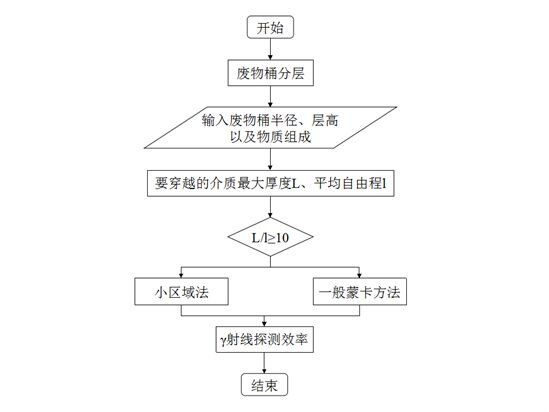 开始
废物桶分层
输入废物桶半径、层高
以及物质组成
要穿越的介质最大厚度L、平均自由程l
L/l≥10
小区域法
一般蒙卡方法
γ射线探测效率
结束